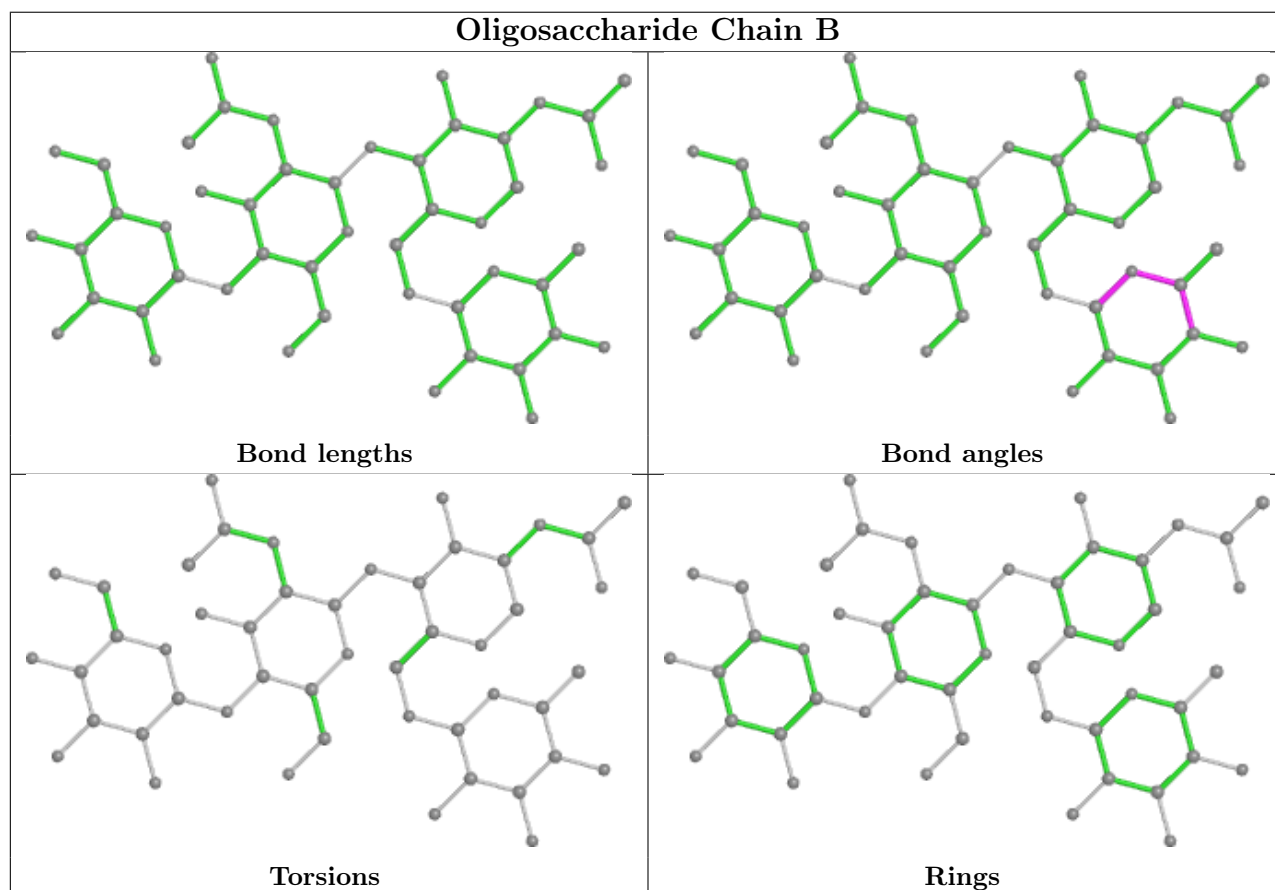 Oligosaccharide Chain B
Bond lengths
Bond angles
Torsions
Rings